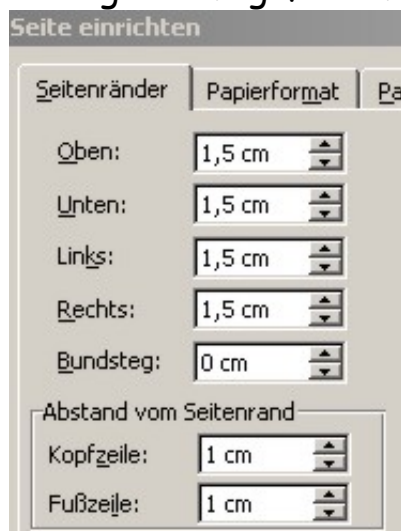 Seite einrichten
Seitenränder
Papierformat
Pa
Oben: 1,5 cm
Unten: 1,5 cm
Links: 1,5 cm
Rechts: 1,5 cm
Bundsteg: 0 cm
Abstand vom Seitenrand
Kopfzeile: 1 cm
Fußzeile: 1 cm